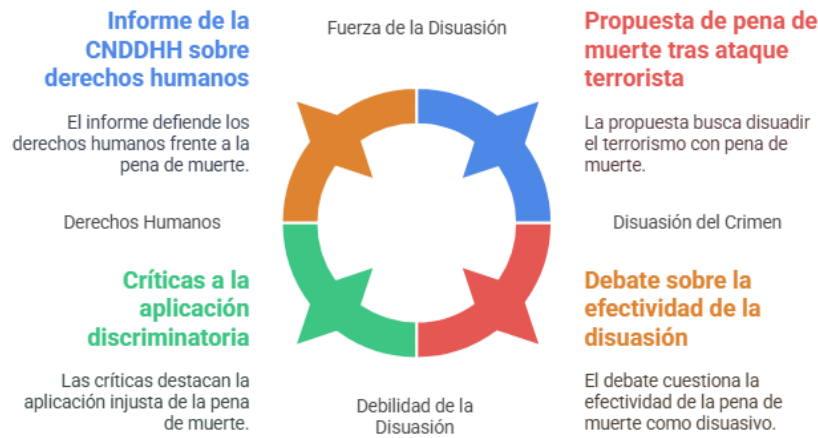 Informe de la
CNDDHH sobre
derechos humanos
El informe defiende los
derechos humanos frente a la
pena de muerte.
Fuerza de la Disuasión
Propuesta de pena de
muerte tras ataque
terrorista
La propuesta busca disuadir
el terrorismo con pena de
muerte.
Derechos Humanos
Disuasión del Crimen
Críticas a la
aplicación
discriminatoria
Las críticas destacan la
aplicación injusta de la pena
de muerte.
Debilidad de la
Disuasión
Debate sobre la
efectividad de la
disuasión
El debate cuestiona la
efectividad de la pena de
muerte como disuasivo.